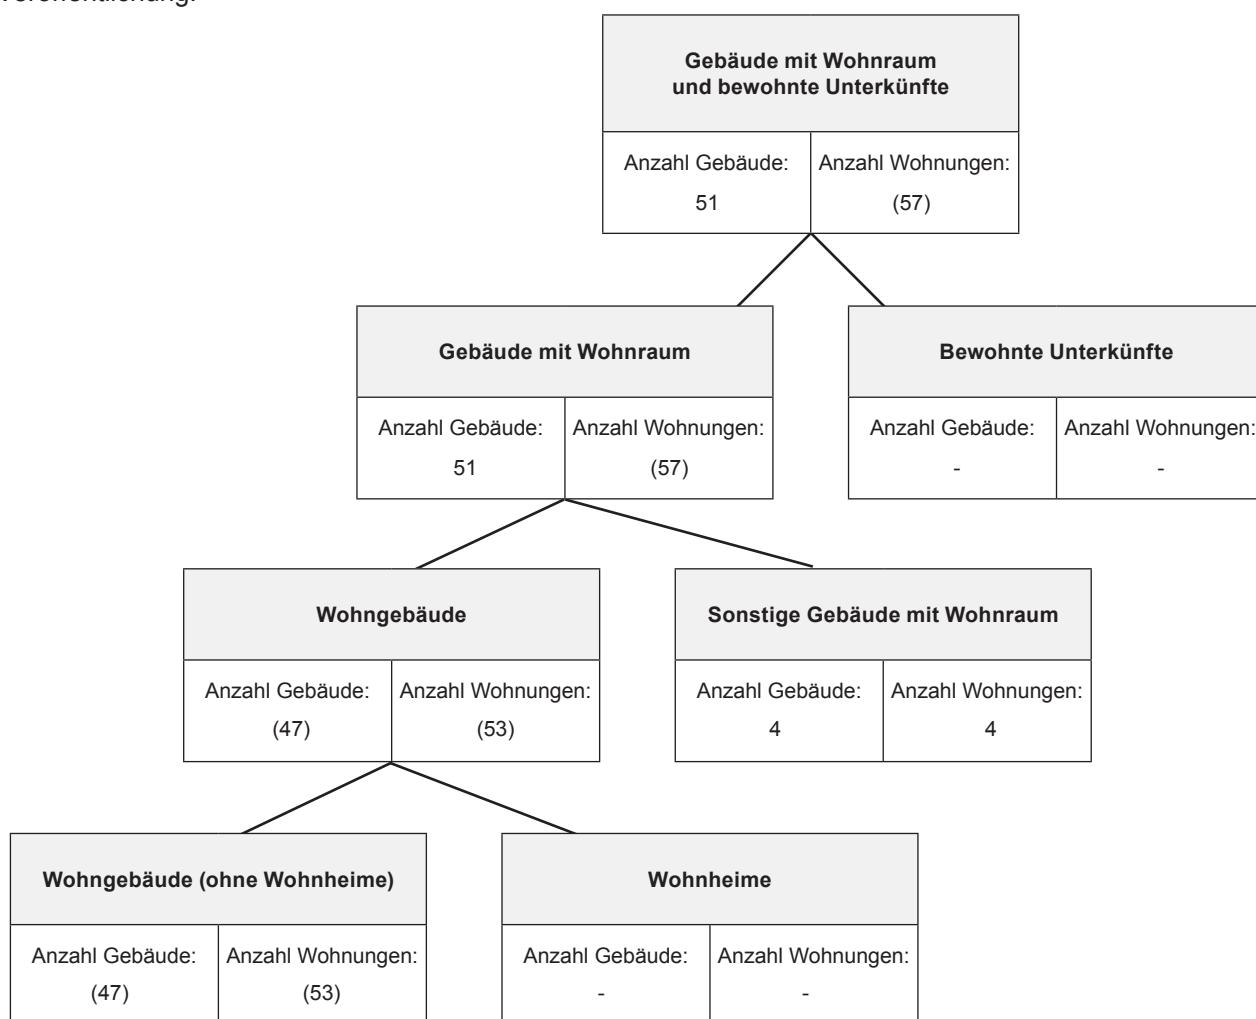 Veröffentlichung.
Gebäude mit Wohnraum
und bewohnte Unterkünfte
Anzahl Gebäude:
51
Anzahl Wohnungen:
(57)
Gebäude mit Wohnraum
Anzahl Gebäude:
51
Anzahl Wohnungen:
(57)
Bewohnte Unterkünfte
Anzahl Gebäude:
-
Anzahl Wohnungen:
-
Wohngebäude
Anzahl Gebäude:
(47)
Anzahl Wohnungen:
(53)
Sonstige Gebäude mit Wohnraum
Anzahl Gebäude:
4
Anzahl Wohnungen:
4
Wohngebäude (ohne Wohnheime)
Anzahl Gebäude:
(47)
Anzahl Wohnungen:
(53)
Wohnheime
Anzahl Gebäude:
-
Anzahl Wohnungen:
-